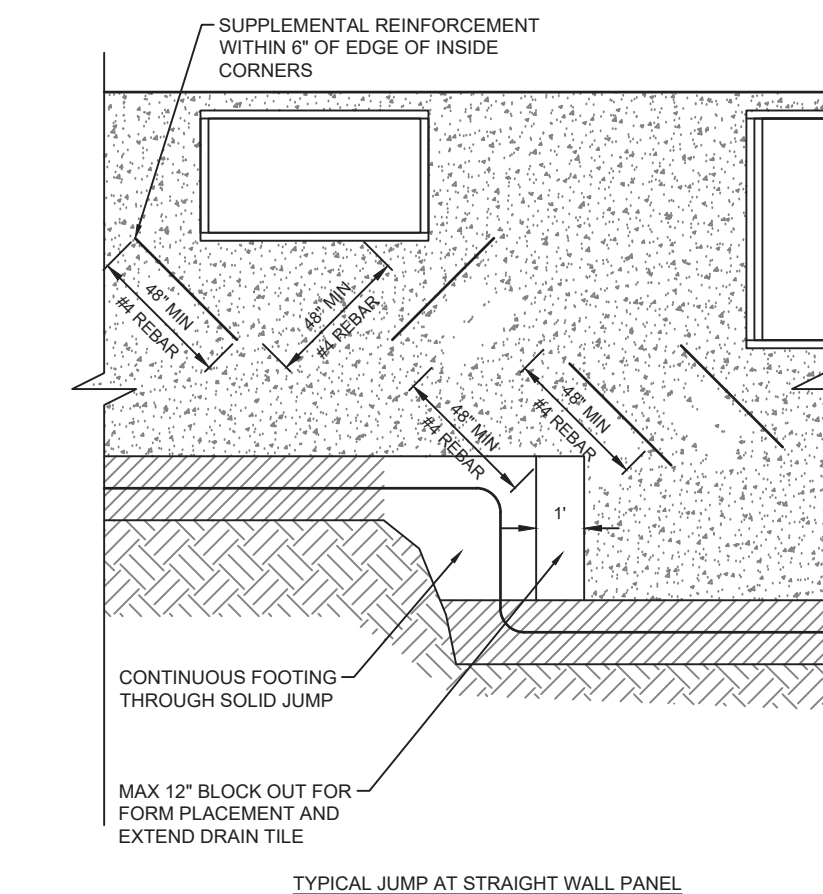 SUPPLEMENTAL REINFORCEMENT
WITHIN 6" OF EDGE OF INSIDE
CORNERS
48" MIN
#4 REBAR
48" MIN
#4 REBAR
48" MIN
#4 REBAR
48" MIN
#4 REBAR
1'
CONTINUOUS FOOTING
THROUGH SOLID JUMP
MAX 12" BLOCK OUT FOR
FORM PLACEMENT AND
EXTEND DRAIN TILE
TYPICAL JUMP AT STRAIGHT WALL PANEL